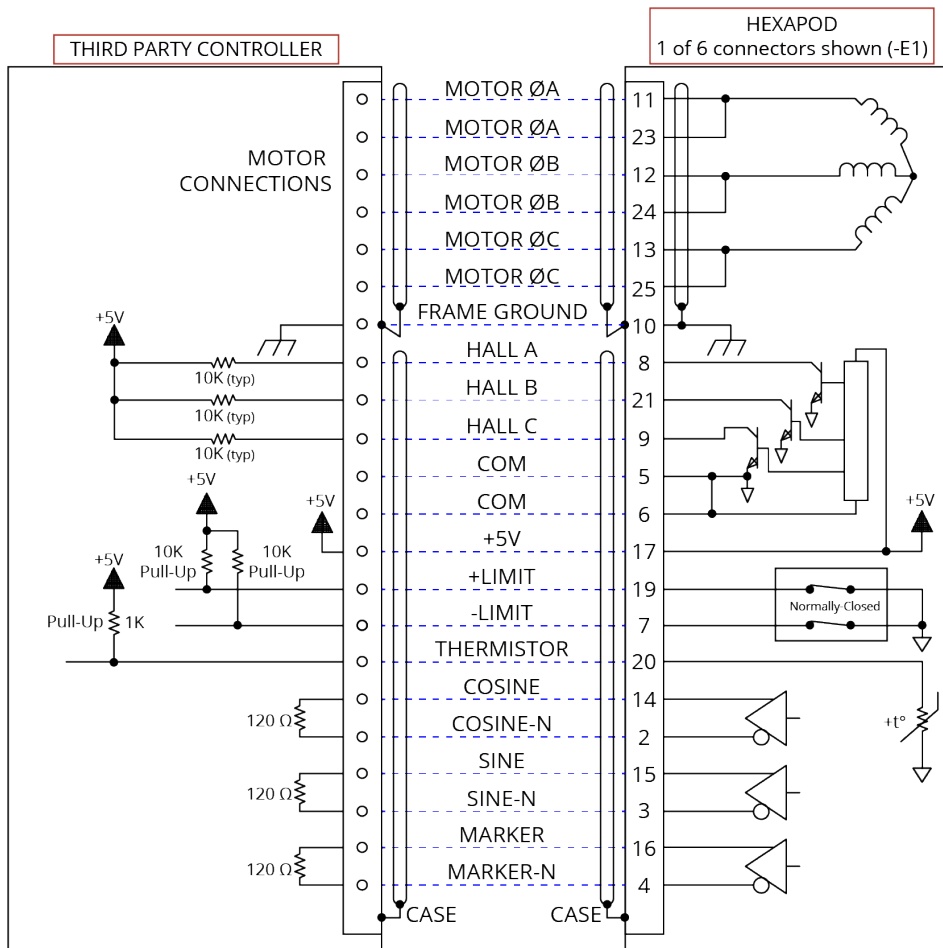 THIRD PARTY CONTROLLER
HEXAPOD
1 of 6 connectors shown (-E1)
MOTOR
CONNECTIONS
MOTOR ØA
11
MOTOR ØA
23
MOTOR ØB
12
MOTOR ØB
24
MOTOR ØC
13
MOTOR ØC
25
FRAME GROUND
10
+5V
HALL A
8
10K (typ)
HALL B
21
10K (typ)
HALL C
9
10K (typ)
COM
5
+5V
+5V
COM
6
+5V
+5V
17
10K
Pull-Up
10K
Pull-Up
+5V
+LIMIT
19
Normally-Closed
-LIMIT
7
Pull-Up
1K
THERMISTOR
20
COSINE
14
120 Ω
COSINE-N
2
+t°
SINE
15
120 Ω
SINE-N
3
MARKER
16
120 Ω
MARKER-N
4
CASE
CASE